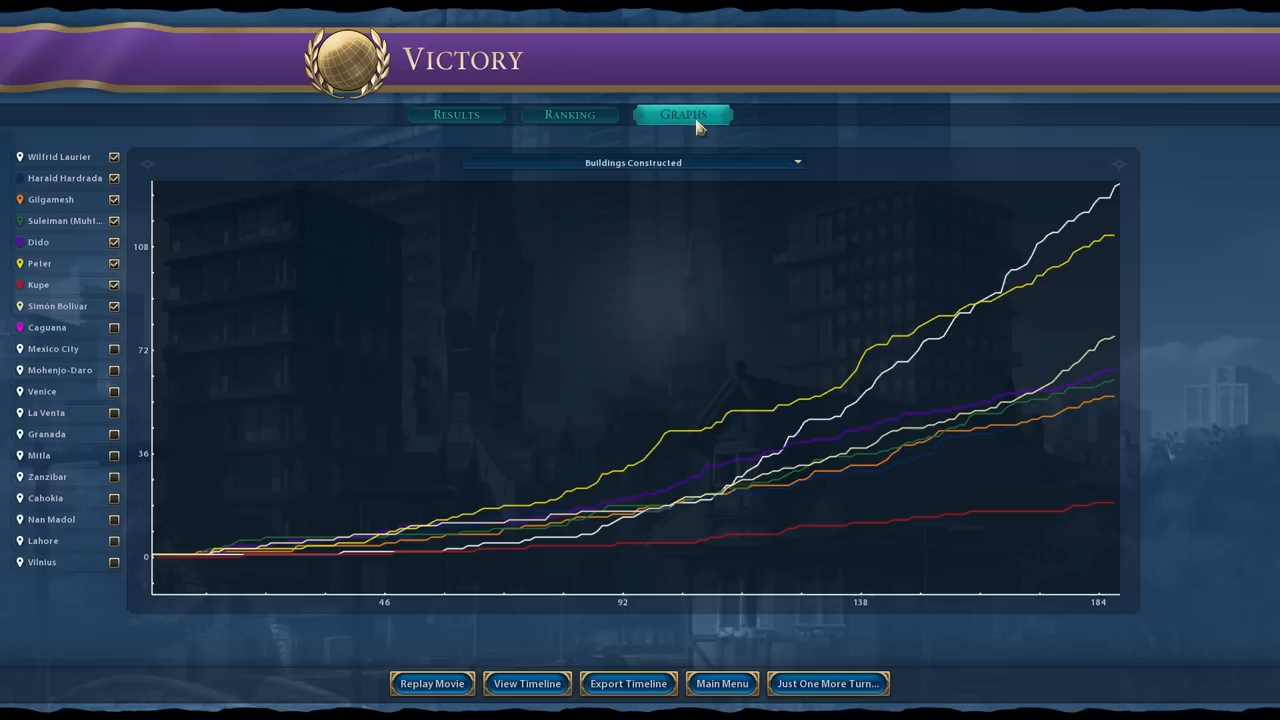 VICTORY
RESULTS
RANKING
GRAPHS
Wilfrid Laurier
Harald Hardrada
Gilgamesh
Suleiman (Muht...
Dido
Peter
Kupe
Simón Bolívar
Caguana
Mexico City
Mohenjo-Daro
Venice
La Venta
Granada
Mitla
Zanzibar
Cahokia
Nan Madol
Lahore
Vilnius
Buildings Constructed
108
72
36
0
46
92
138
184
Replay Movie
View Timeline
Export Timeline
Main Menu
Just One More Turn...